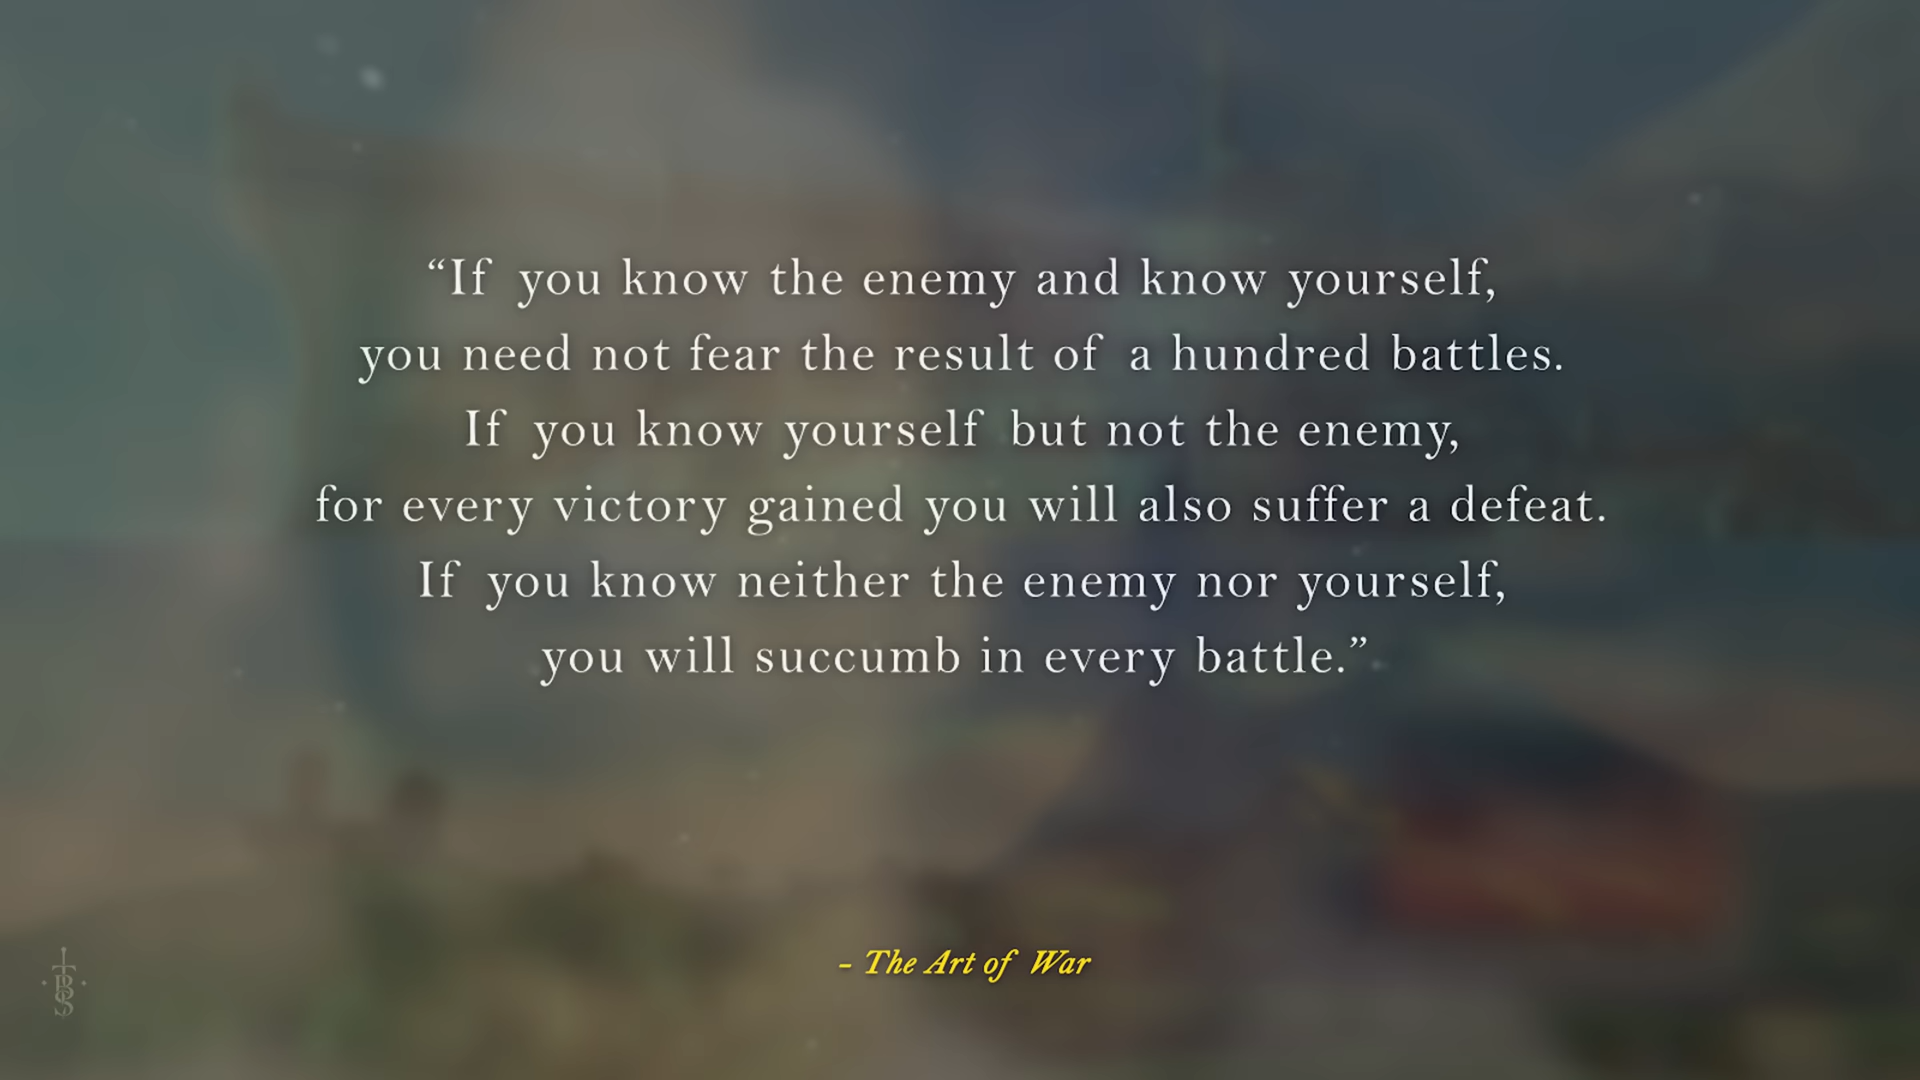 “If you know the enemy and know yourself,
you need not fear the result of a hundred battles.
If you know yourself but not the enemy,
for every victory gained you will also suffer a defeat.
If you know neither the enemy nor yourself,
you will succumb in every battle.”
– The Art of War